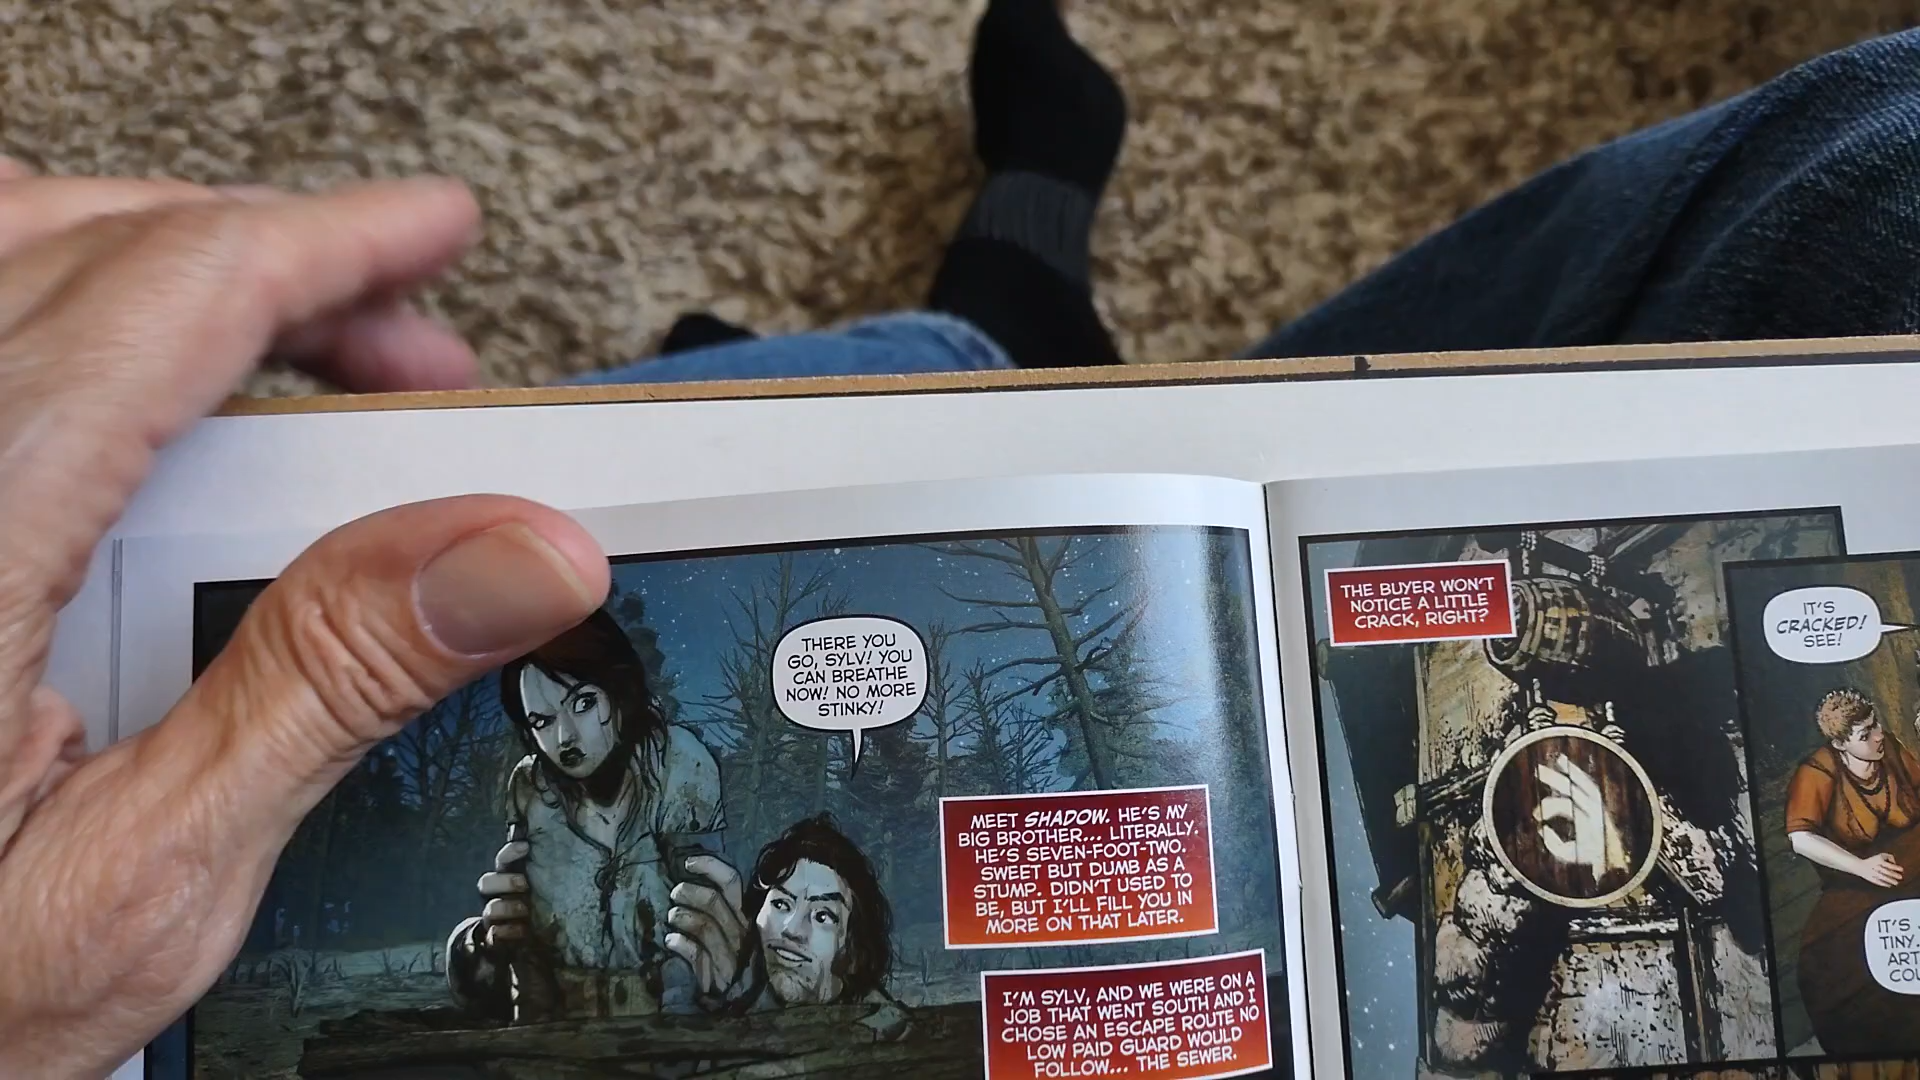 THERE YOU
GO, SYLV! YOU
CAN BREATHE
NOW! NO MORE
STINKY!
MEET SHADOW. HE'S MY
BIG BROTHER... LITERALLY.
HE'S SEVEN-FOOT-TWO.
SWEET BUT DUMB AS A
STUMP. DIDN'T USED TO
BE, BUT I'LL FILL YOU IN
MORE ON THAT LATER.
I'M SYLV, AND WE WERE ON A
JOB THAT WENT SOUTH AND I
CHOSE AN ESCAPE ROUTE NO
LOW PAID GUARD WOULD
FOLLOW... THE SEWER.
THE BUYER WON'T
NOTICE A LITTLE
CRACK, RIGHT?
IT'S
CRACKED!
SEE!
IT'S
TINY.